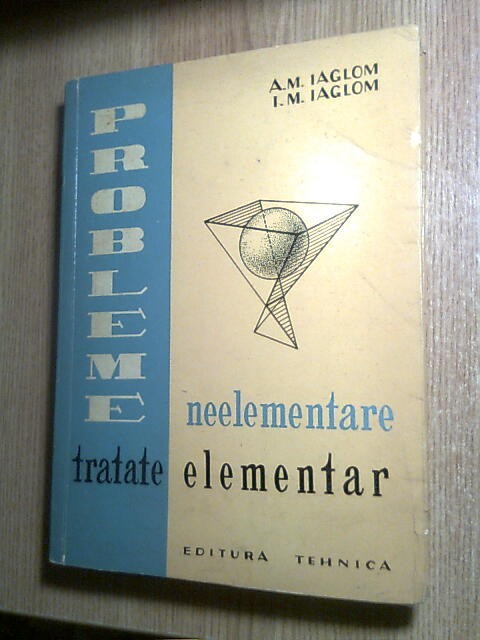 A.M. IAGLOM
I.M. IAGLOM
PROBLEME
neelementare
tratate elementar
EDITURA TEHNICA